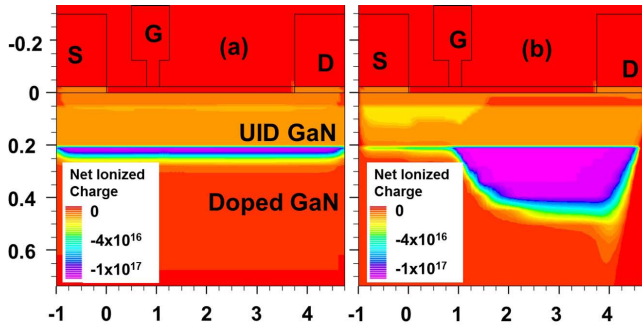 -0.2
0
0.2
0.4
0.6
S
G
(a)
D
UID GaN
Doped GaN
Net Ionized
Charge
0
-4x10¹⁶
-1x10¹⁷
-1 0 1 2 3 4
S
G
(b)
D
Net Ionized
Charge
0
-4x10¹⁶
-1x10¹⁷
-1 0 1 2 3 4